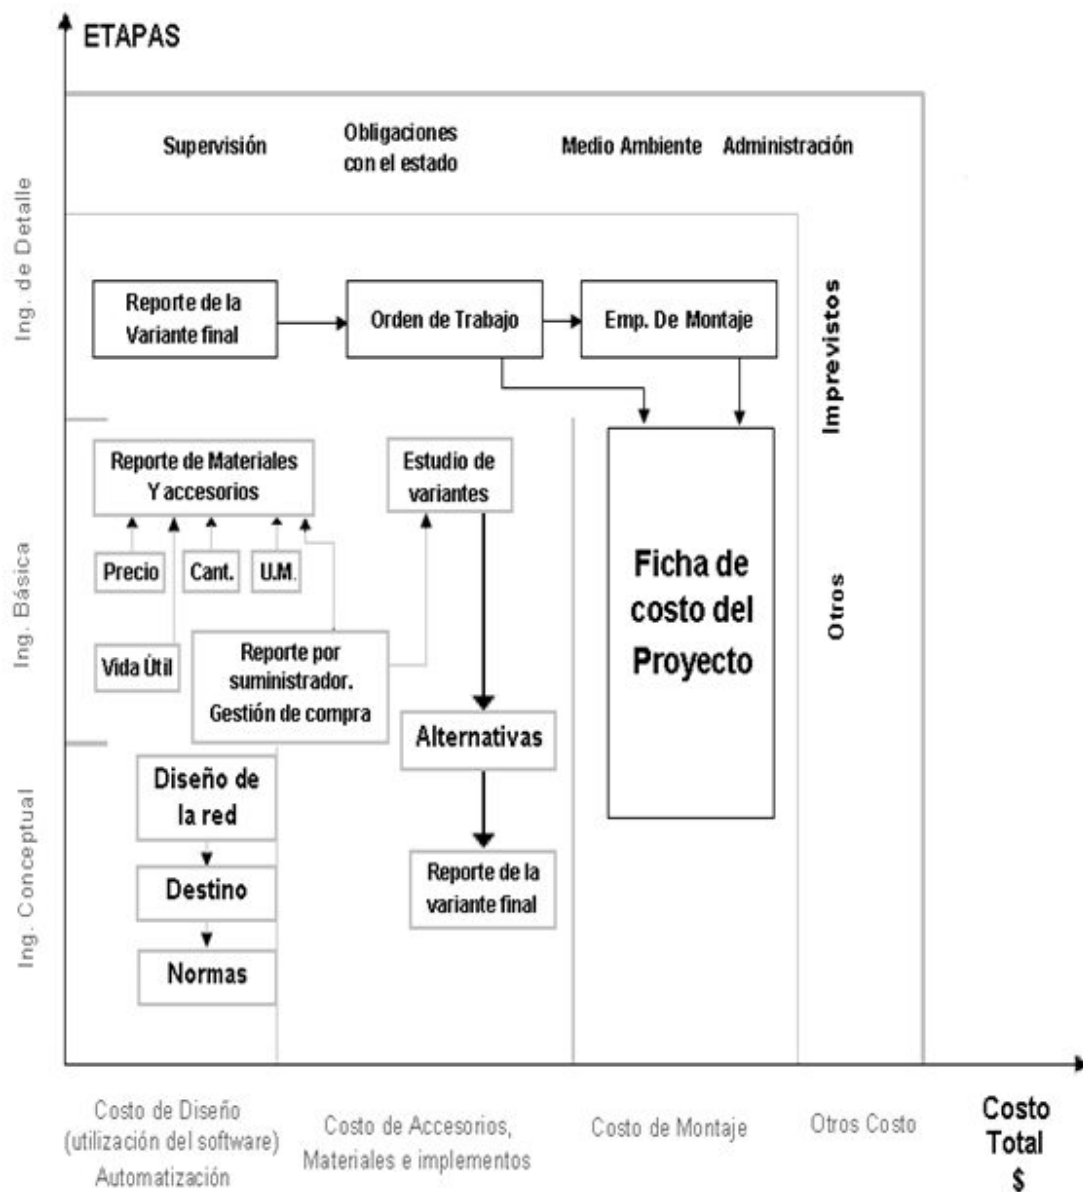 ETAPAS
Supervisión
Obligaciones
con el estado
Medio Ambiente
Administración
Ing. de Detalle
Reporte de la
Variante final
Orden de Trabajo
Emp. De Montaje
Imprevistos
Reporte de Materiales
Y accesorios
Estudio de
variantes
Ing. Básica
Precio
Cant.
U.M.
Ficha de
costo del
Proyecto
Otros
Vida Útil
Reporte por
suministrador.
Gestión de compra
Alternativas
Ing. Conceptual
Diseño de
la red
Destino
Normas
Reporte de la
variante final
Costo de Diseño
(utilización del software)
Automatización
Costo de Accesorios,
Materiales e implementos
Costo de Montaje
Otros Costo
Costo
Total
$